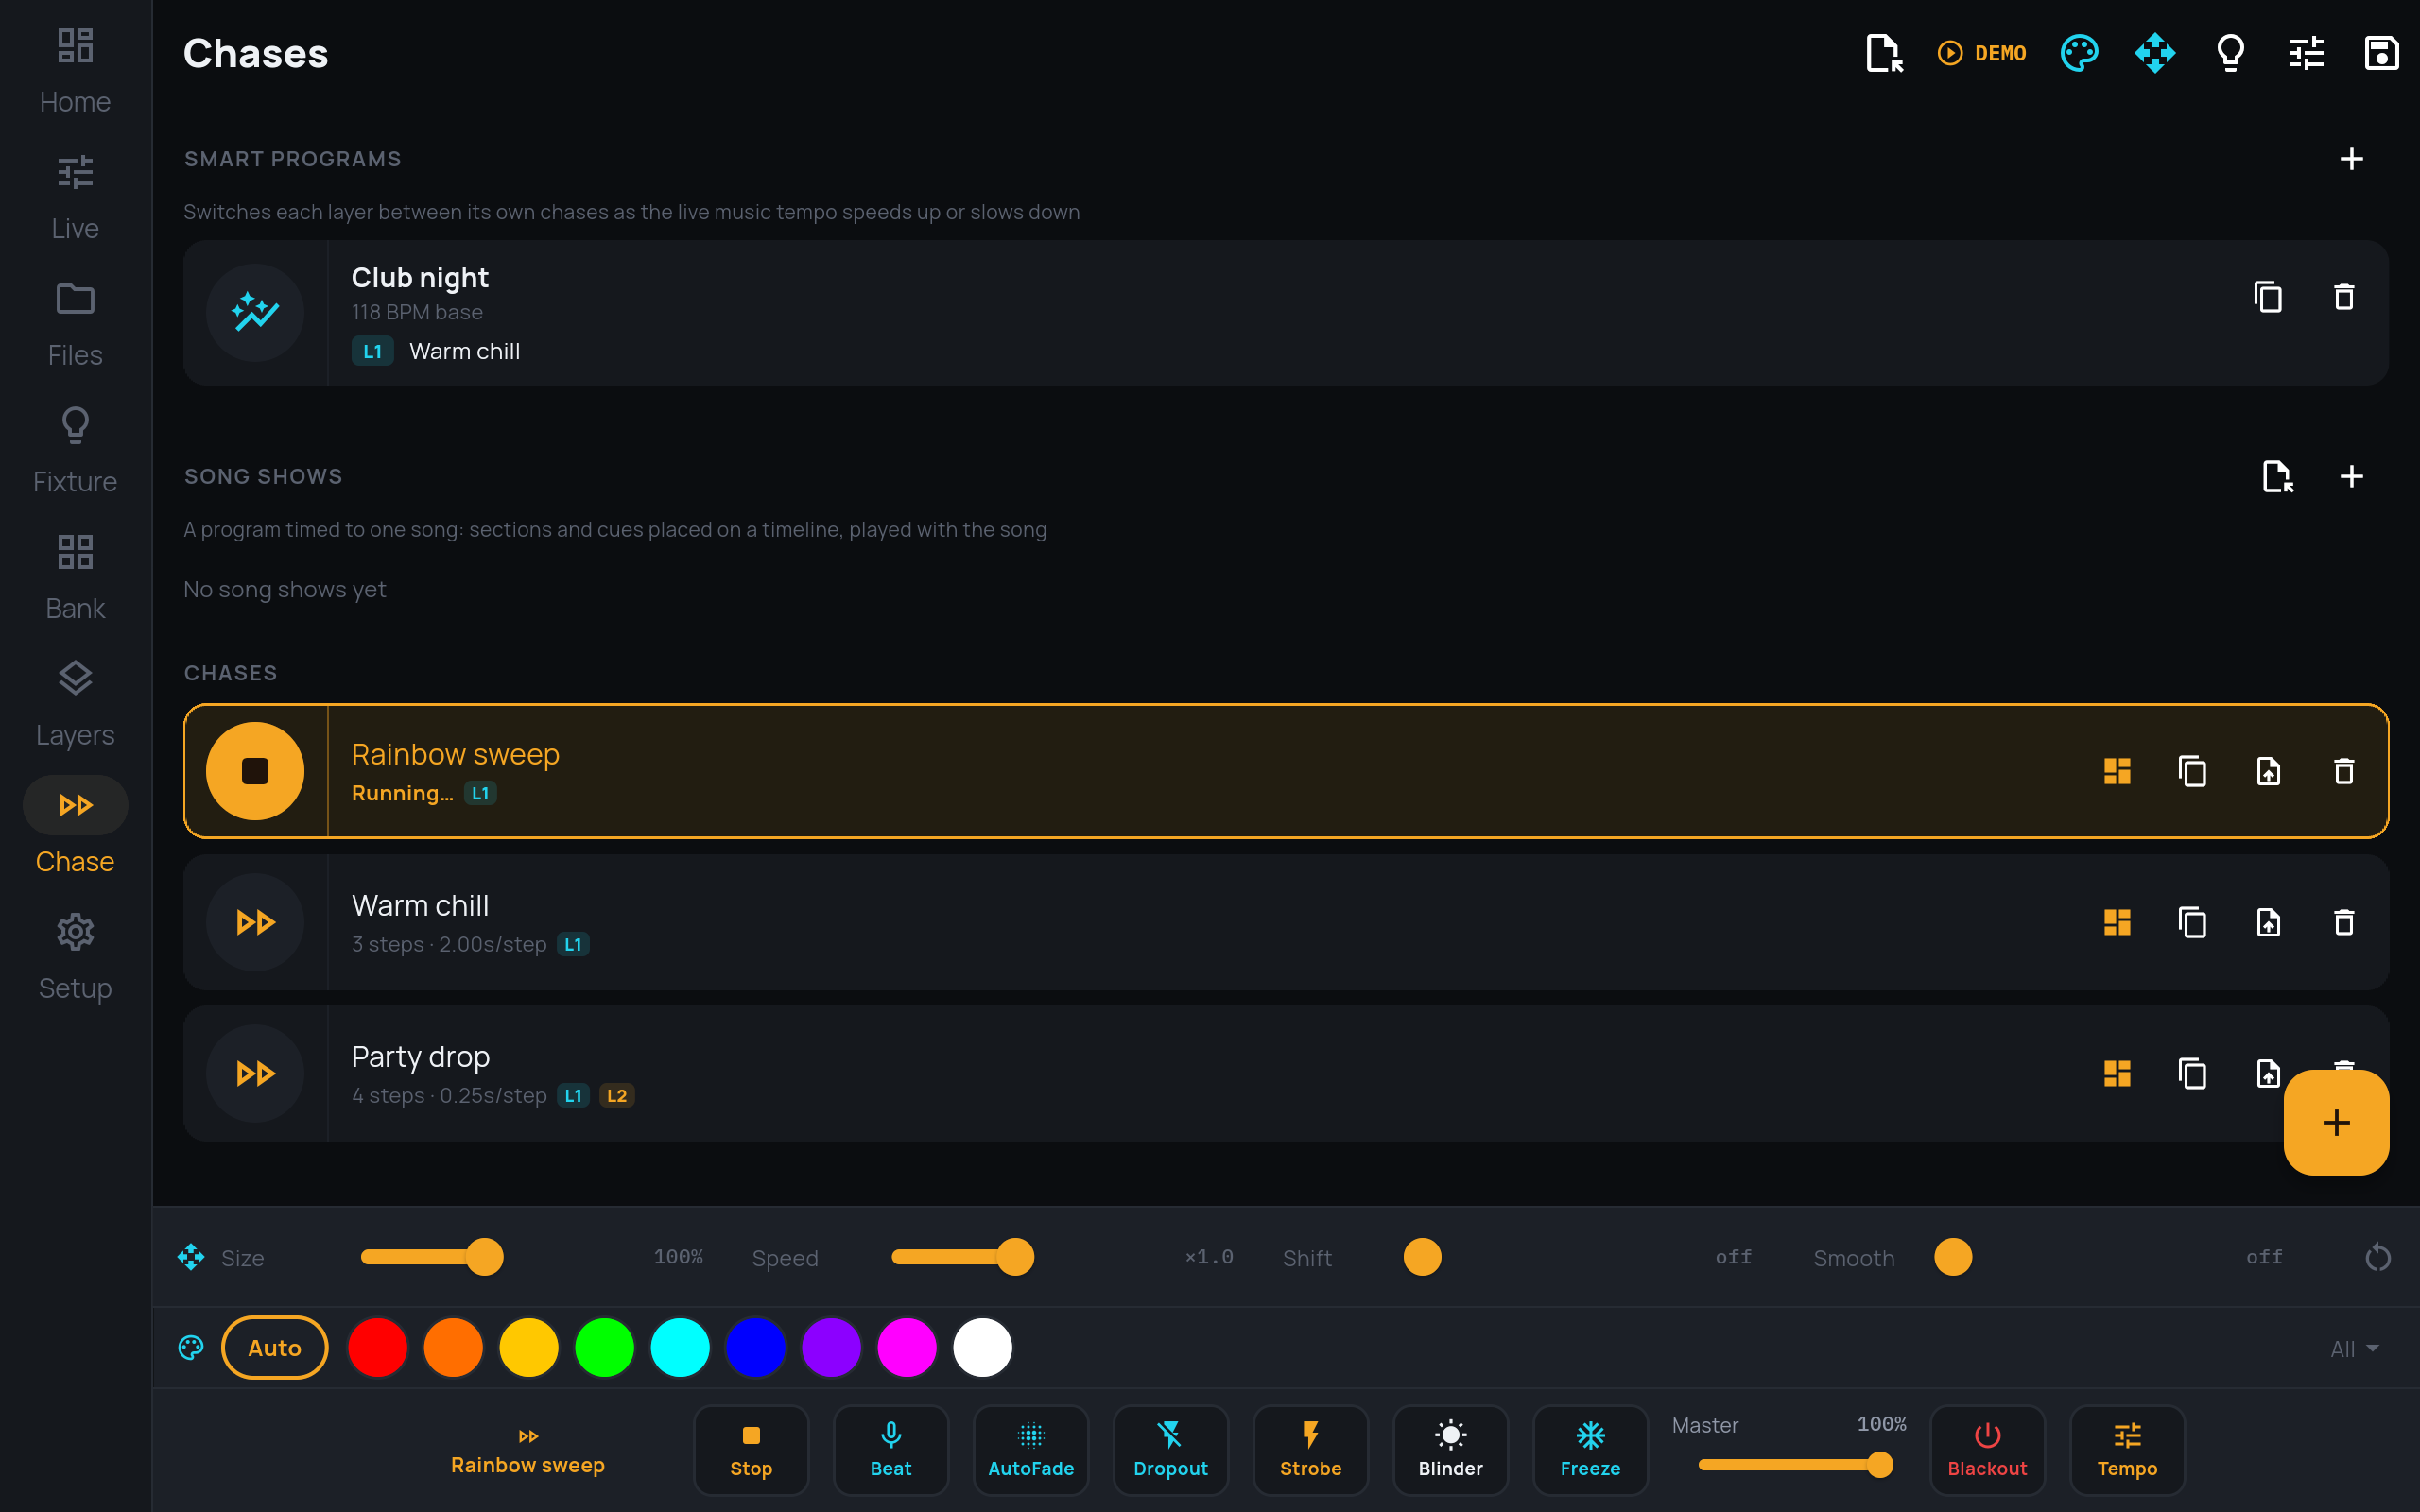 Home
Live
Files
Fixture
Bank
Layers
Chase
Setup
Chases
DEMO
SMART PROGRAMS
Switches each layer between its own chases as the live music tempo speeds up or slows down
Club night
118 BPM base
L1 Warm chill
SONG SHOWS
A program timed to one song: sections and cues placed on a timeline, played with the song
No song shows yet
CHASES
Rainbow sweep
Running... L1
Warm chill
3 steps · 2.00s/step L1
Party drop
4 steps · 0.25s/step L1 L2
Size 100% Speed ×1.0 Shift off Smooth off
Auto All
Rainbow sweep
Stop
Beat
AutoFade
Dropout
Strobe
Blinder
Freeze
Master 100%
Blackout
Tempo